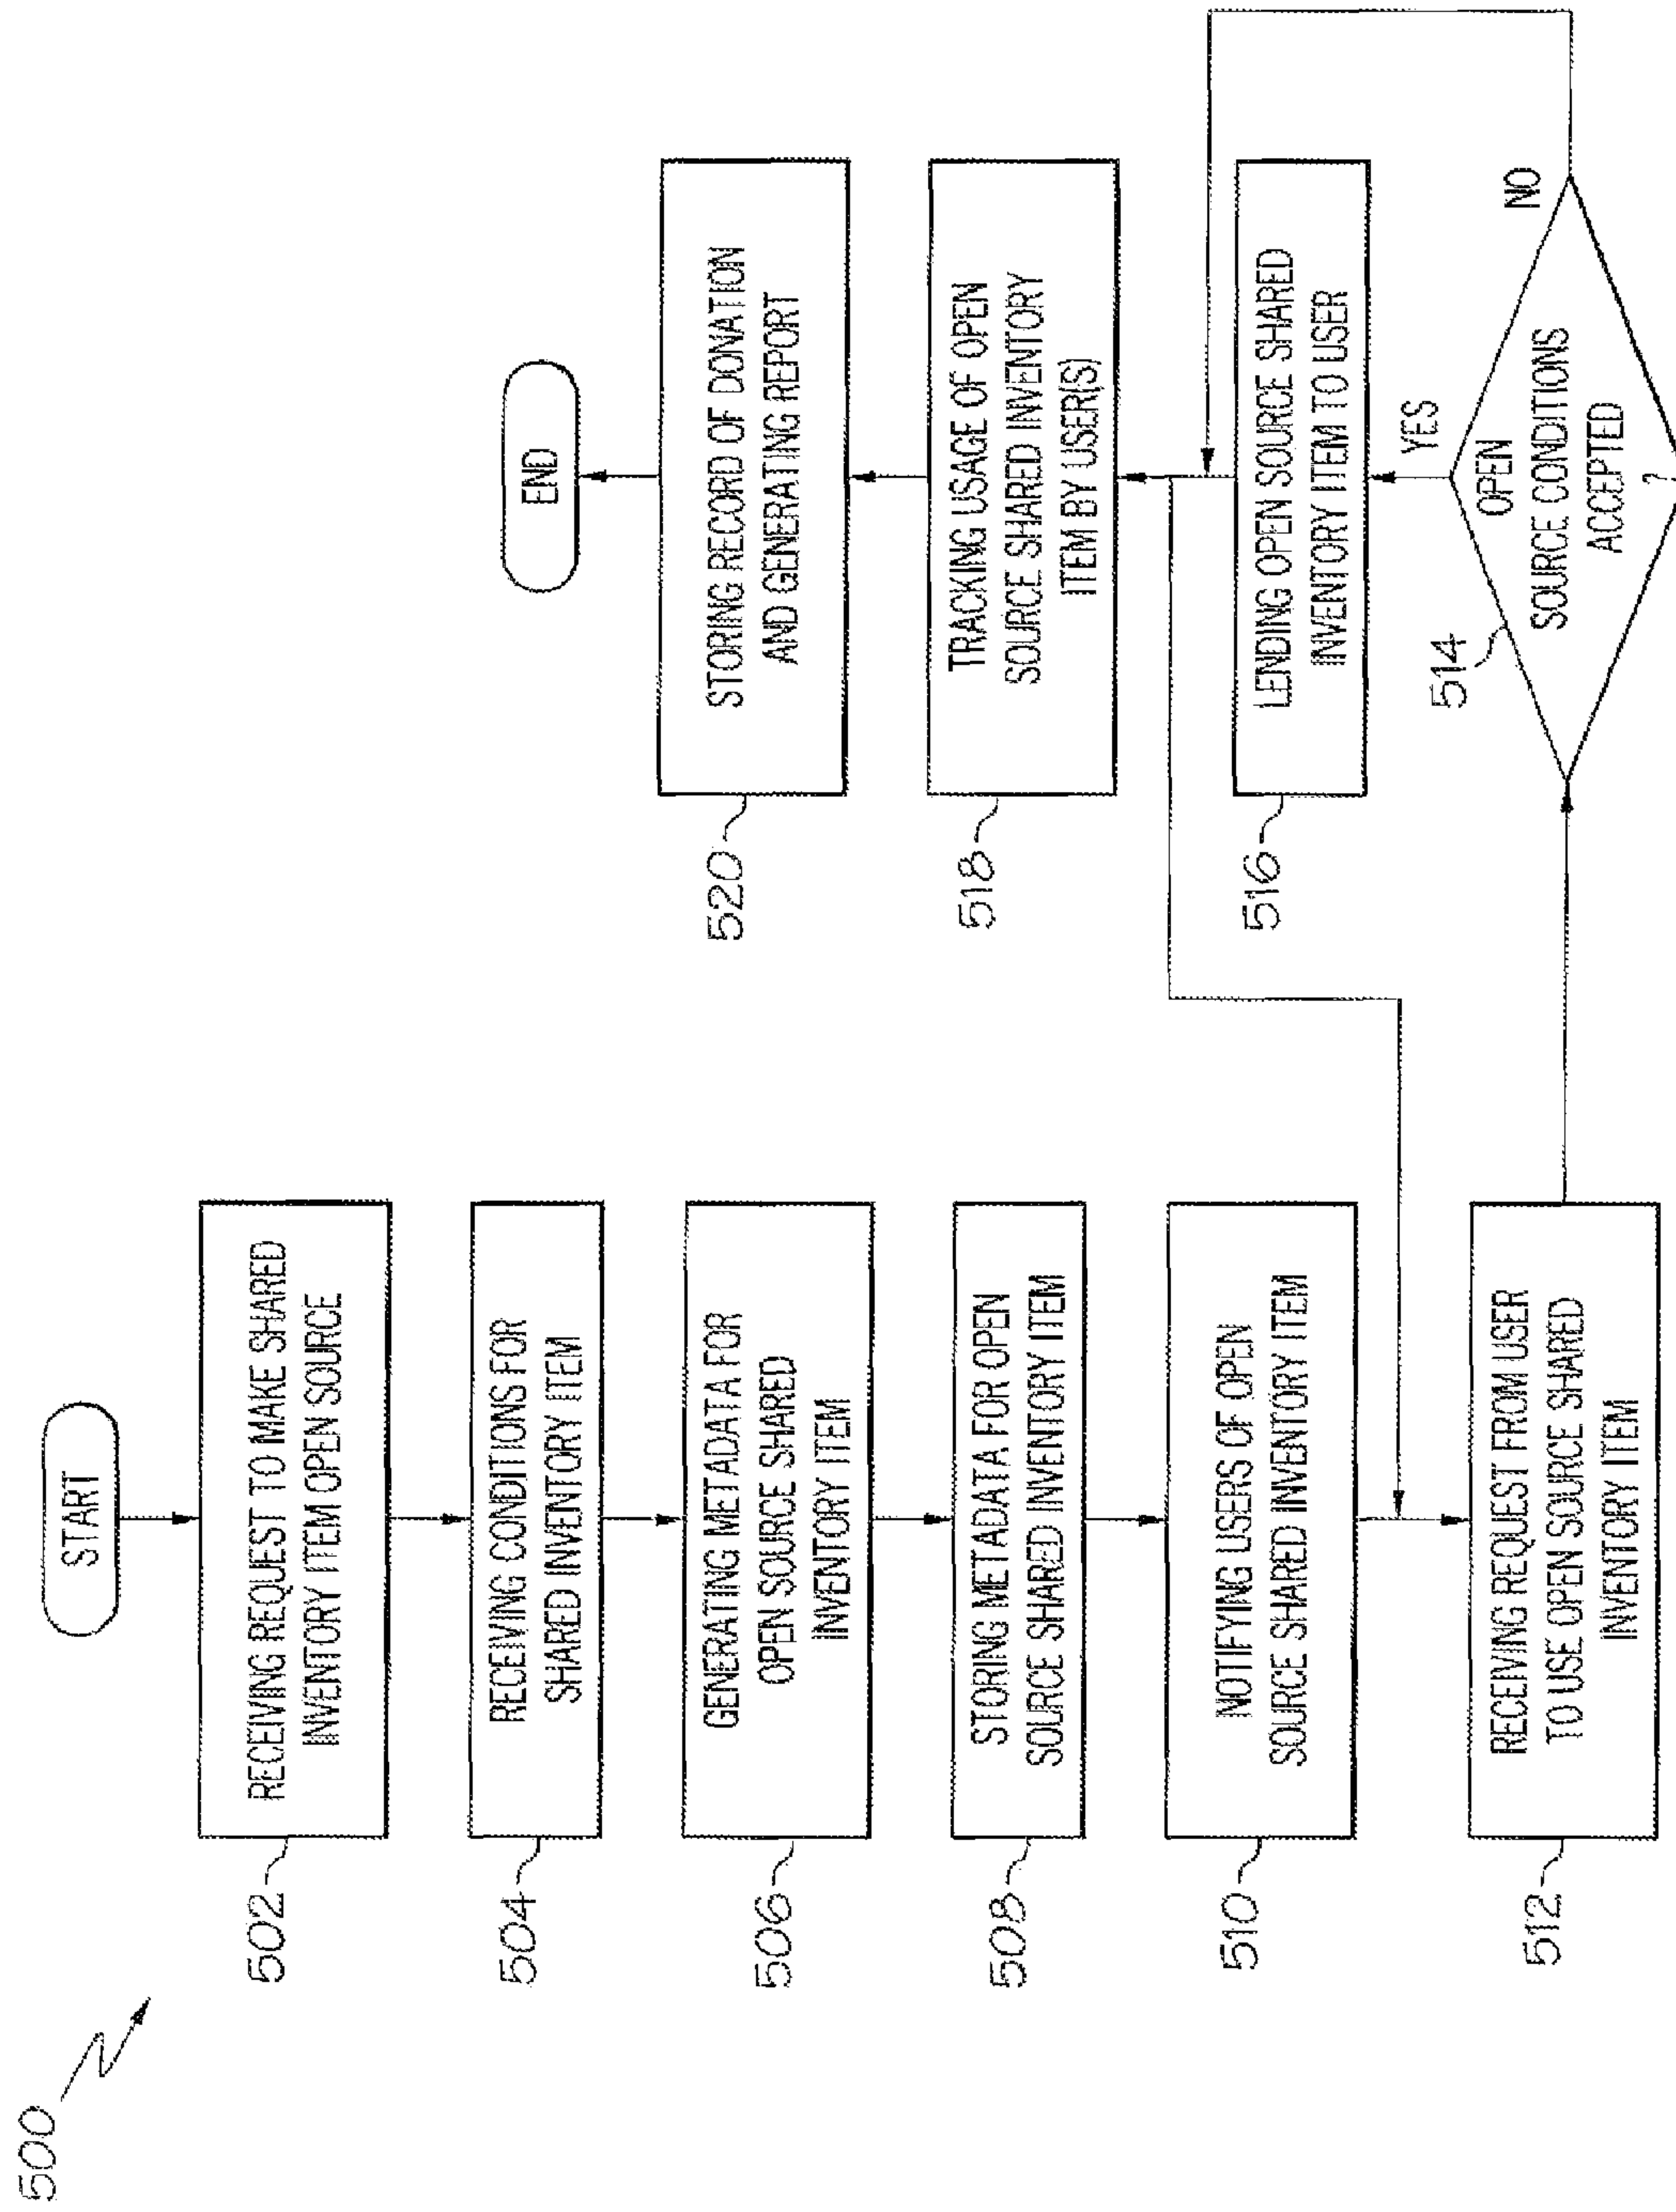 500
START
502
RECEIVING REQUEST TO MAKE SHARED
INVENTORY ITEM OPEN SOURCE
504
RECEIVING CONDITIONS FOR
SHARED INVENTORY ITEM
506
GENERATING METADATA FOR
OPEN SOURCE SHARED
INVENTORY ITEM
508
STORING METADATA FOR OPEN
SOURCE SHARED INVENTORY ITEM
510
NOTIFYING USERS OF OPEN
SOURCE SHARED INVENTORY ITEM
512
RECEIVING REQUEST FROM USER
TO USE OPEN SOURCE SHARED
INVENTORY ITEM
514
OPEN
SOURCE CONDITIONS
ACCEPTED
?
YES
NO
516
LENDING OPEN SOURCE SHARED
INVENTORY ITEM TO USER
518
TRACKING USAGE OF OPEN
SOURCE SHARED INVENTORY
ITEM BY USER(S)
520
STORING RECORD OF DONATION
AND GENERATING REPORT
END